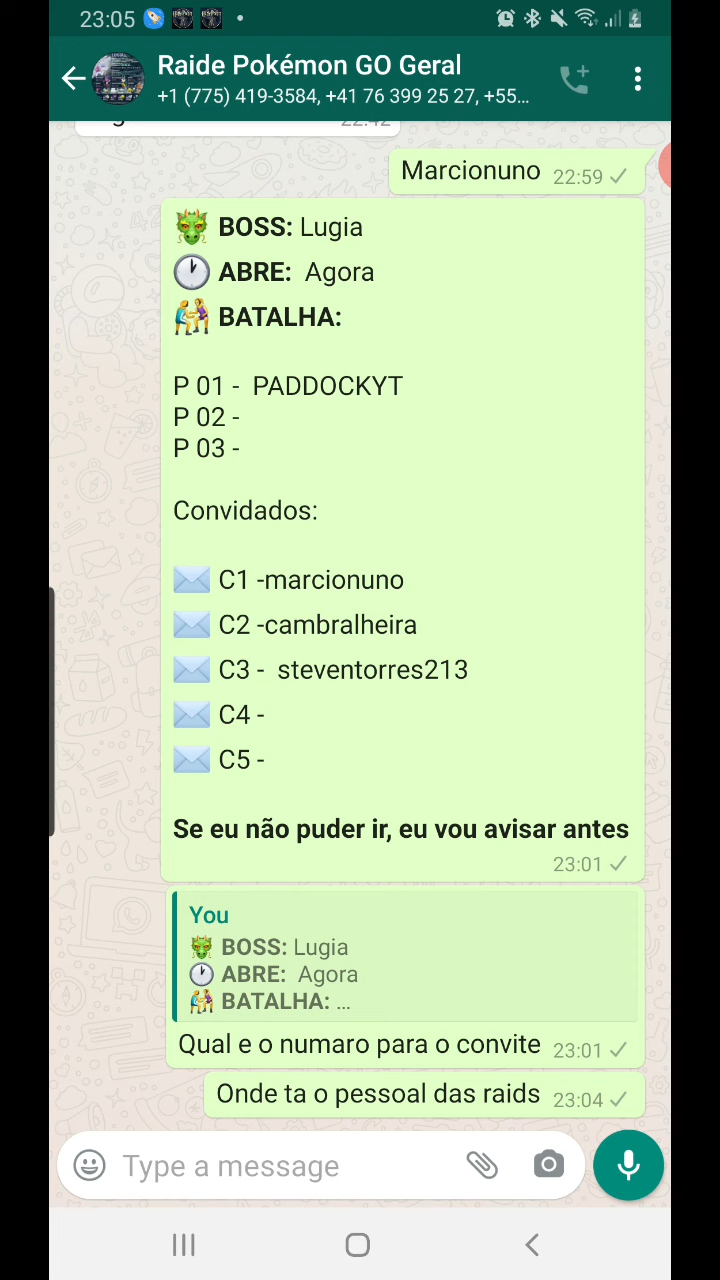 23:05
Raide Pokémon GO Geral
+1 (775) 419-3584, +41 76 399 25 27, +55...
22:42
Marcionuno 22:59
BOSS: Lugia
ABRE: Agora
BATALHA:
P 01 - PADDOCKYT
P 02 -
P 03 -
Convidados:
C1 -marcionuno
C2 -cambralheira
C3 - steventorres213
C4 -
C5 -
Se eu não puder ir, eu vou avisar antes
23:01
You
BOSS: Lugia
ABRE: Agora
BATALHA: ...
Qual e o numaro para o convite 23:01
Onde ta o pessoal das raids 23:04
Type a message